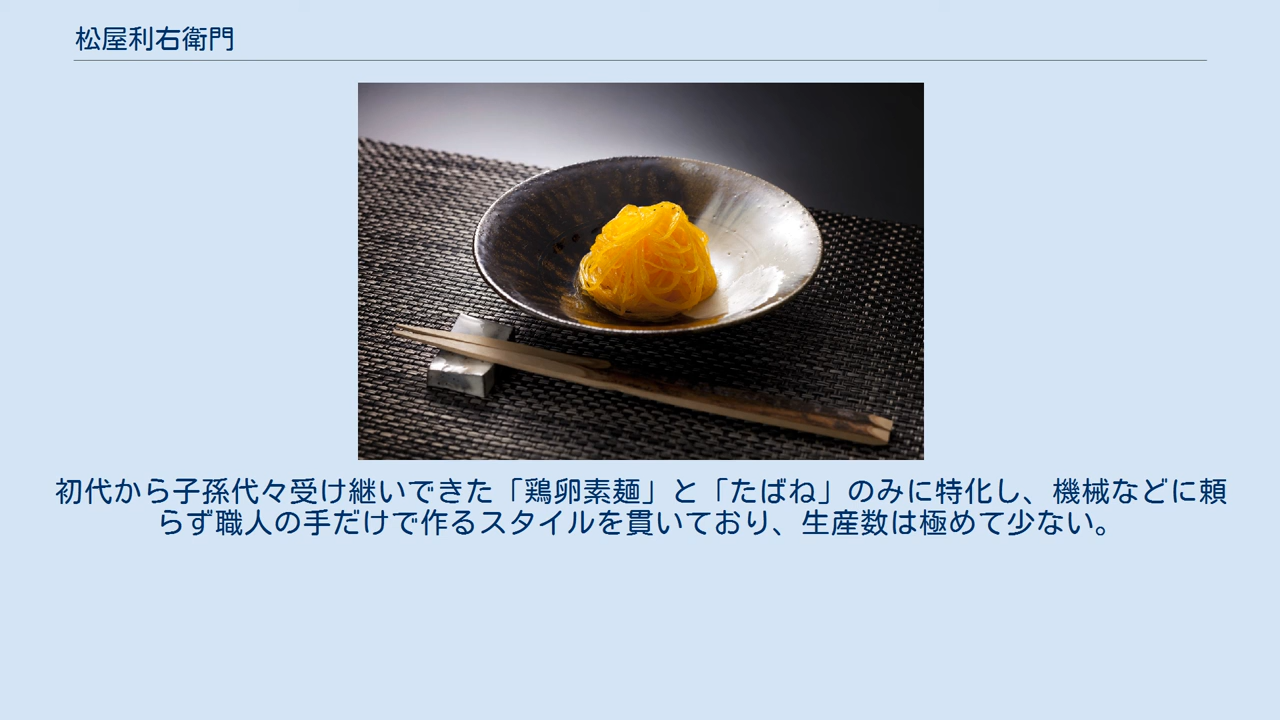 松屋利右衛門
初代から子孫代々受け継いできた「鶏卵素麺」と「たばね」のみに特化し、機械などに頼
らず職人の手だけで作るスタイルを貫いており、生産数は極めて少ない。